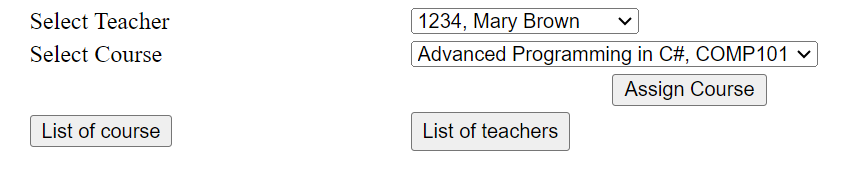 Select Teacher 1234, Mary Brown
Select Course Advanced Programming in C#, COMP101
Assign Course
List of course List of teachers